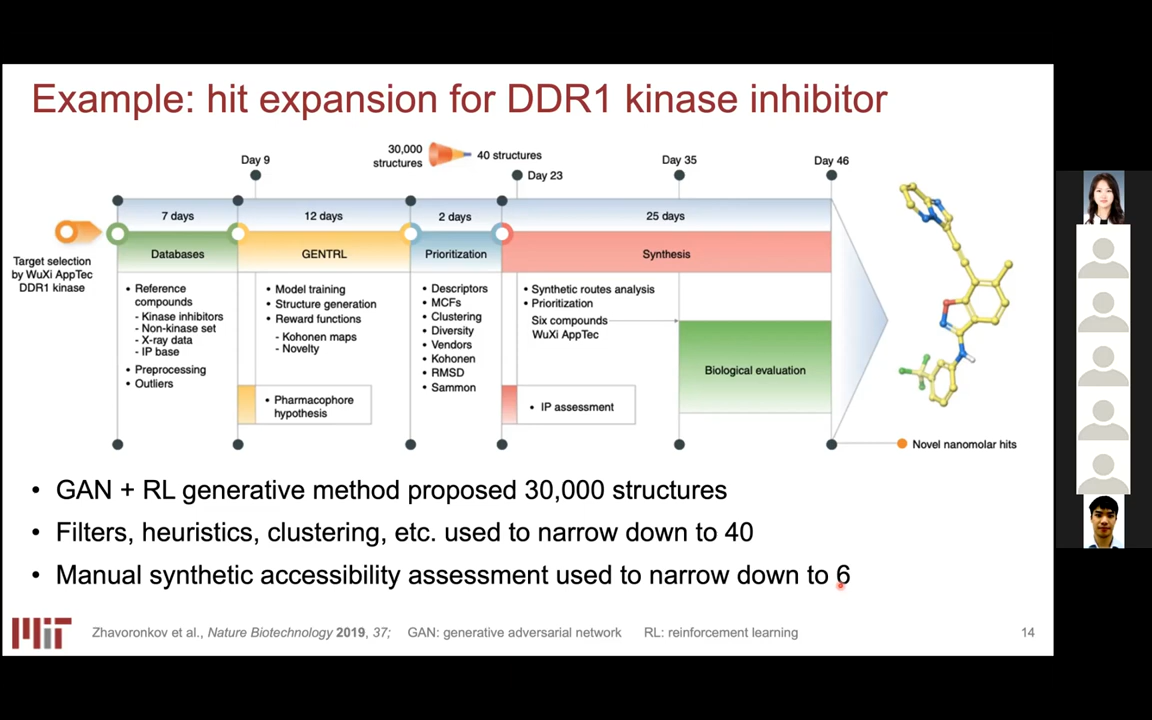 Example: hit expansion for DDR1 kinase inhibitor
30,000
structures
40 structures
Day 9
Day 23
Day 35
Day 46
7 days
12 days
2 days
25 days
Target selection
by WuXi AppTec
DDR1 kinase
Databases
GENTRL
Prioritization
Synthesis
• Reference
compounds
- Kinase inhibitors
- Non-kinase set
- X-ray data
- IP base
• Preprocessing
• Outliers
• Model training
• Structure generation
• Reward functions
- Kohonen maps
- Novelty
• Pharmacophore
hypothesis
• Descriptors
• MCFs
• Clustering
• Diversity
• Vendors
• Kohonen
• RMSD
• Sammon
• Synthetic routes analysis
• Prioritization
Six compounds
WuXi AppTec
• IP assessment
Biological evaluation
Novel nanomolar hits
• GAN + RL generative method proposed 30,000 structures
• Filters, heuristics, clustering, etc. used to narrow down to 40
• Manual synthetic accessibility assessment used to narrow down to 6
MiT
Zhavoronkov et al., Nature Biotechnology 2019, 37; GAN: generative adversarial network RL: reinforcement learning
14